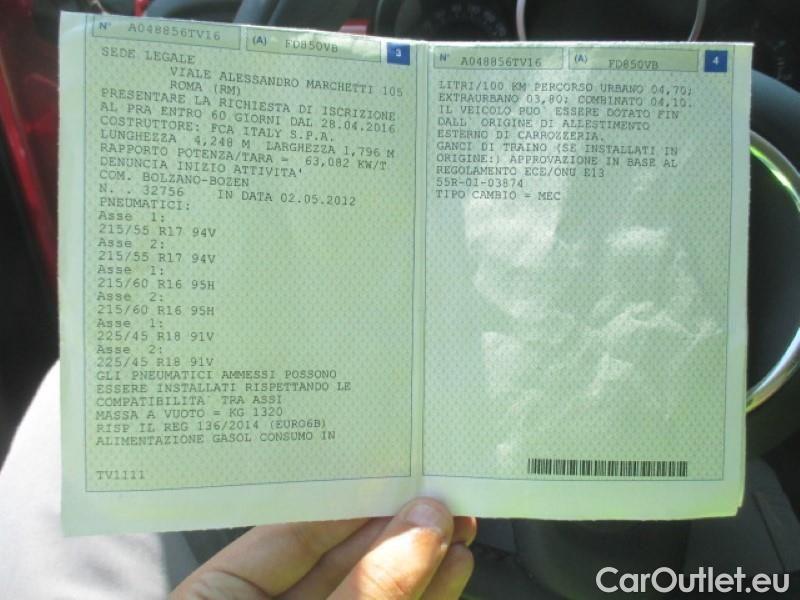 N° A048856TV16 (A) FD850VB 3
SEDE LEGALE
VIALE ALESSANDRO MARCHETTI 105
ROMA (RM)
PRESENTARE LA RICHIESTA DI ISCRIZIONE
AL PRA ENTRO 60 GIORNI DAL 28.04.2016
COSTRUTTORE: FCA ITALY S.P.A.
LUNGHEZZA 4,248 M LARGHEZZA 1,796 M
RAPPORTO POTENZA/TARA = 63,082 KW/T
DENUNCIA INIZIO ATTIVITA'
COM. BOLZANO-BOZEN
N. . 32756 IN DATA 02.05.2012
PNEUMATICI:
Asse 1:
215/55 R17 94V
Asse 2:
215/55 R17 94V
Asse 1:
215/60 R16 95H
Asse 2:
215/60 R16 95H
Asse 1:
225/45 R18 91V
Asse 2:
225/45 R18 91V
GLI PNEUMATICI AMMESSI POSSONO
ESSERE INSTALLATI RISPETTANDO LE
COMPATIBILITA` TRA ASSI
MASSA A VUOTO = KG 1320
RISP IL REG 136/2014 (EURO6B)
ALIMENTAZIONE GASOL CONSUMO IN
TV1111
N° A048856TV16 (A) FD850VB 4
LITRI/100 KM PERCORSO URBANO 04,70;
EXTRAURBANO 03,80; COMBINATO 04,10.
IL VEICOLO PUO` ESSERE DOTATO FIN
DALL` ORIGINE DI ALLESTIMENTO
ESTERNO DI CARROZZERIA.
GANCI DI TRAINO (SE INSTALLATI IN
ORIGINE:) APPROVAZIONE IN BASE AL
REGOLAMENTO ECE/ONU E13
55R-01-03874
TIPO CAMBIO = MEC
CarOutlet.eu